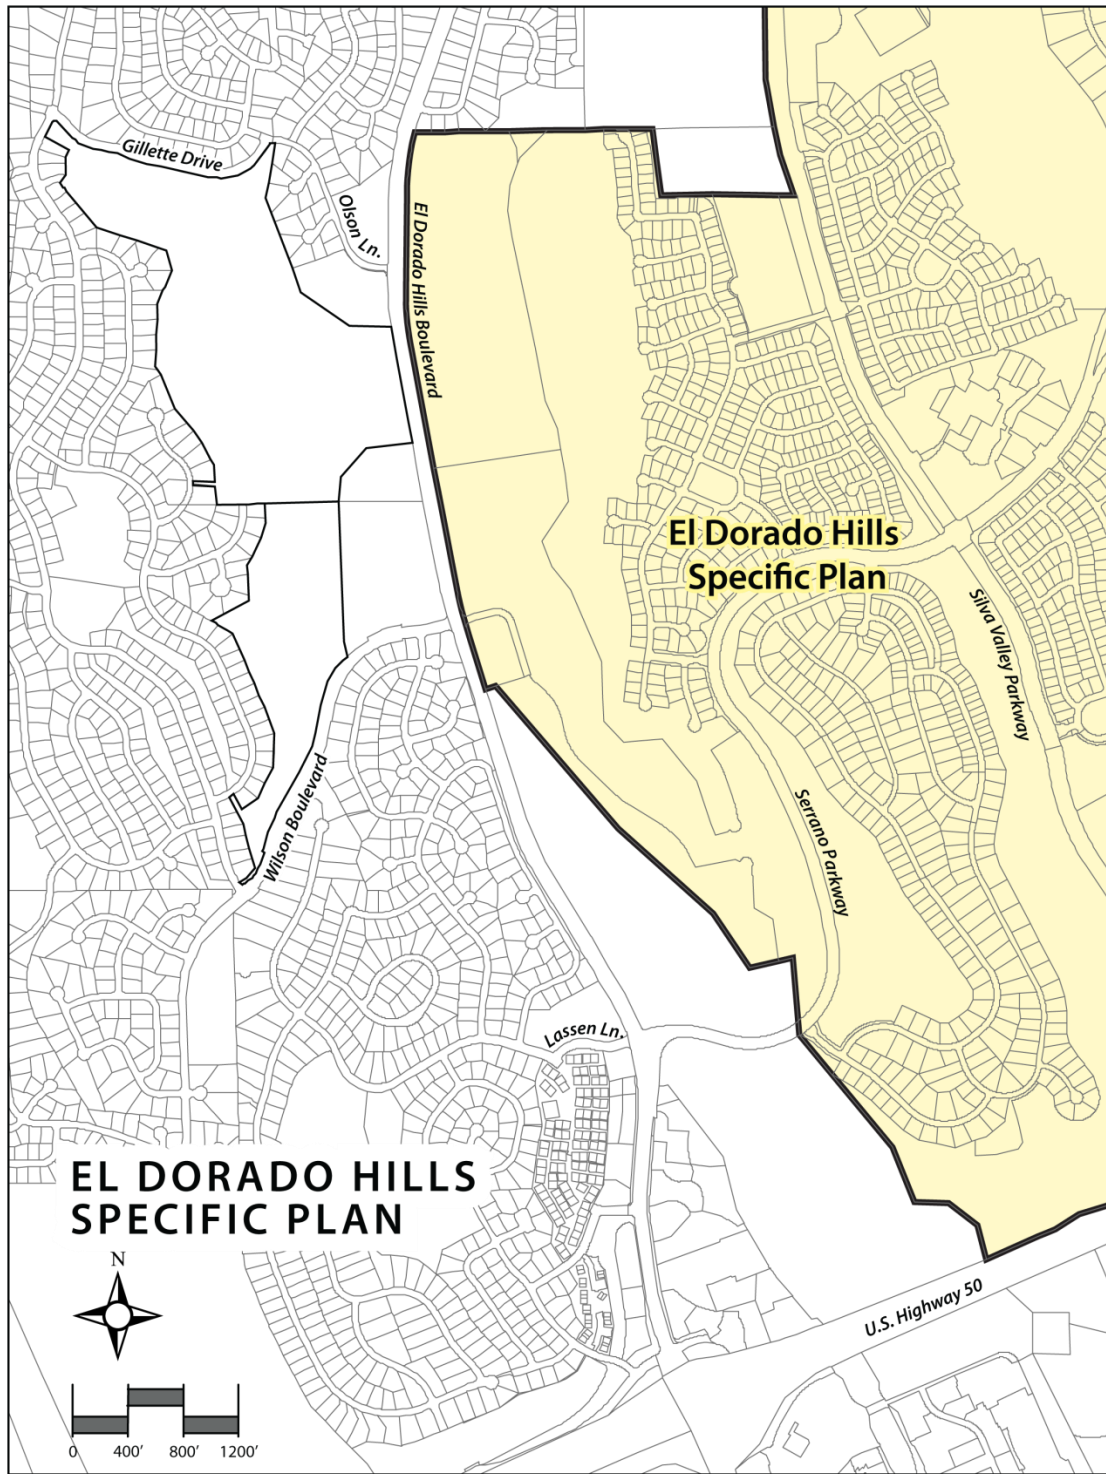 Gillette Drive
Olson Ln.
El Dorado Hills Boulevard
El Dorado Hills
Specific Plan
Silva Valley Parkway
Serrano Parkway
Wilson Boulevard
Lassen Ln.
EL DORADO HILLS
SPECIFIC PLAN
N
U.S. Highway 50
0 400' 800' 1200'